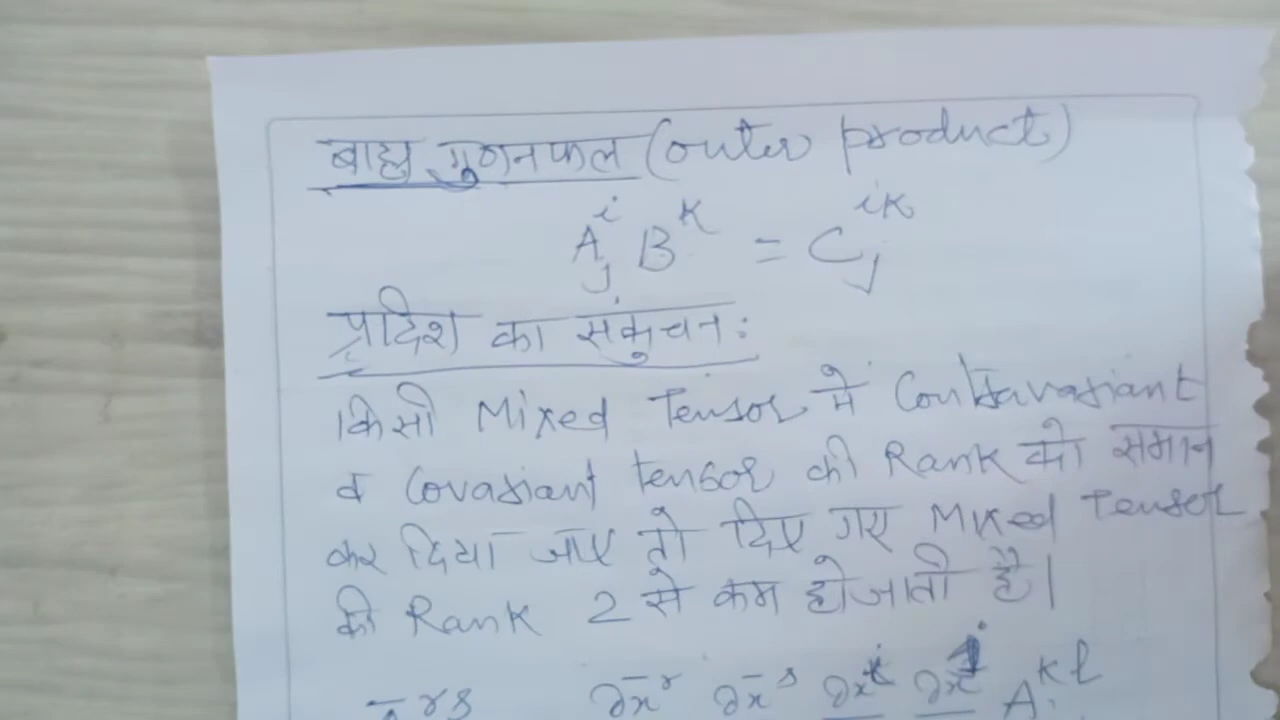 बाह्य गुणनफल (outer product)
A^i_j B^k = C^{ik}_j
प्रदिश का संकुचन:
किसी Mixed Tensor में Contravariant
व Covariant tensor की Rank को समान
कर दिया जाए तो दिए गए Mixed Tensor
की Rank 2 से कम हो जाती है।
∂x̄^r ∂x̄^s